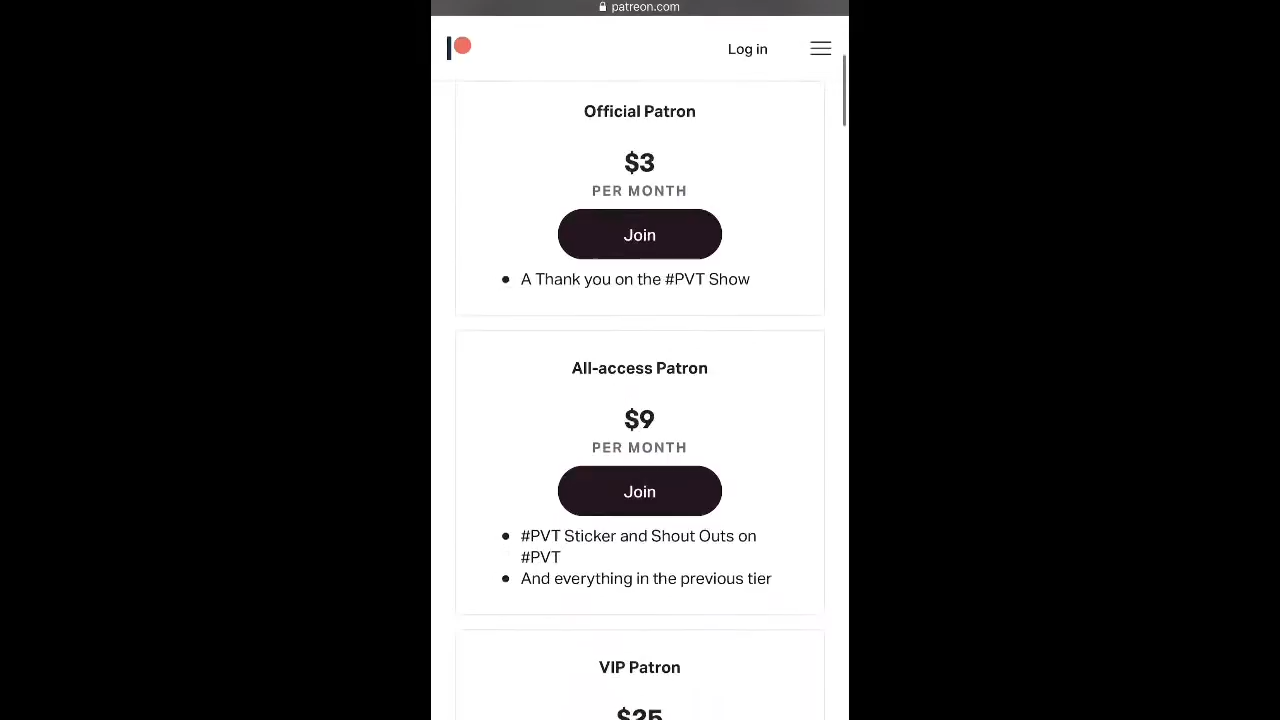 patreon.com
Log in
Official Patron
$3
PER MONTH
Join
A Thank you on the #PVT Show
All-access Patron
$9
PER MONTH
Join
#PVT Sticker and Shout Outs on
#PVT
And everything in the previous tier
VIP Patron
$25